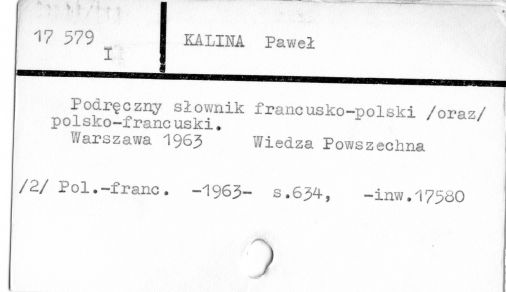 17 579
I
KALINA Paweł
Podręczny słownik francusko-polski /oraz/
polsko-francuski.
Warszawa 1963 Wiedza Powszechna
/2/ Pol.-franc. -1963- s.634, -inw.17580